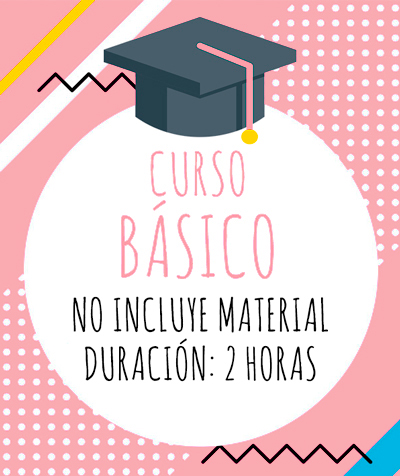 CURSO
BÁSICO
NO INCLUYE MATERIAL
DURACIÓN: 2 HORAS